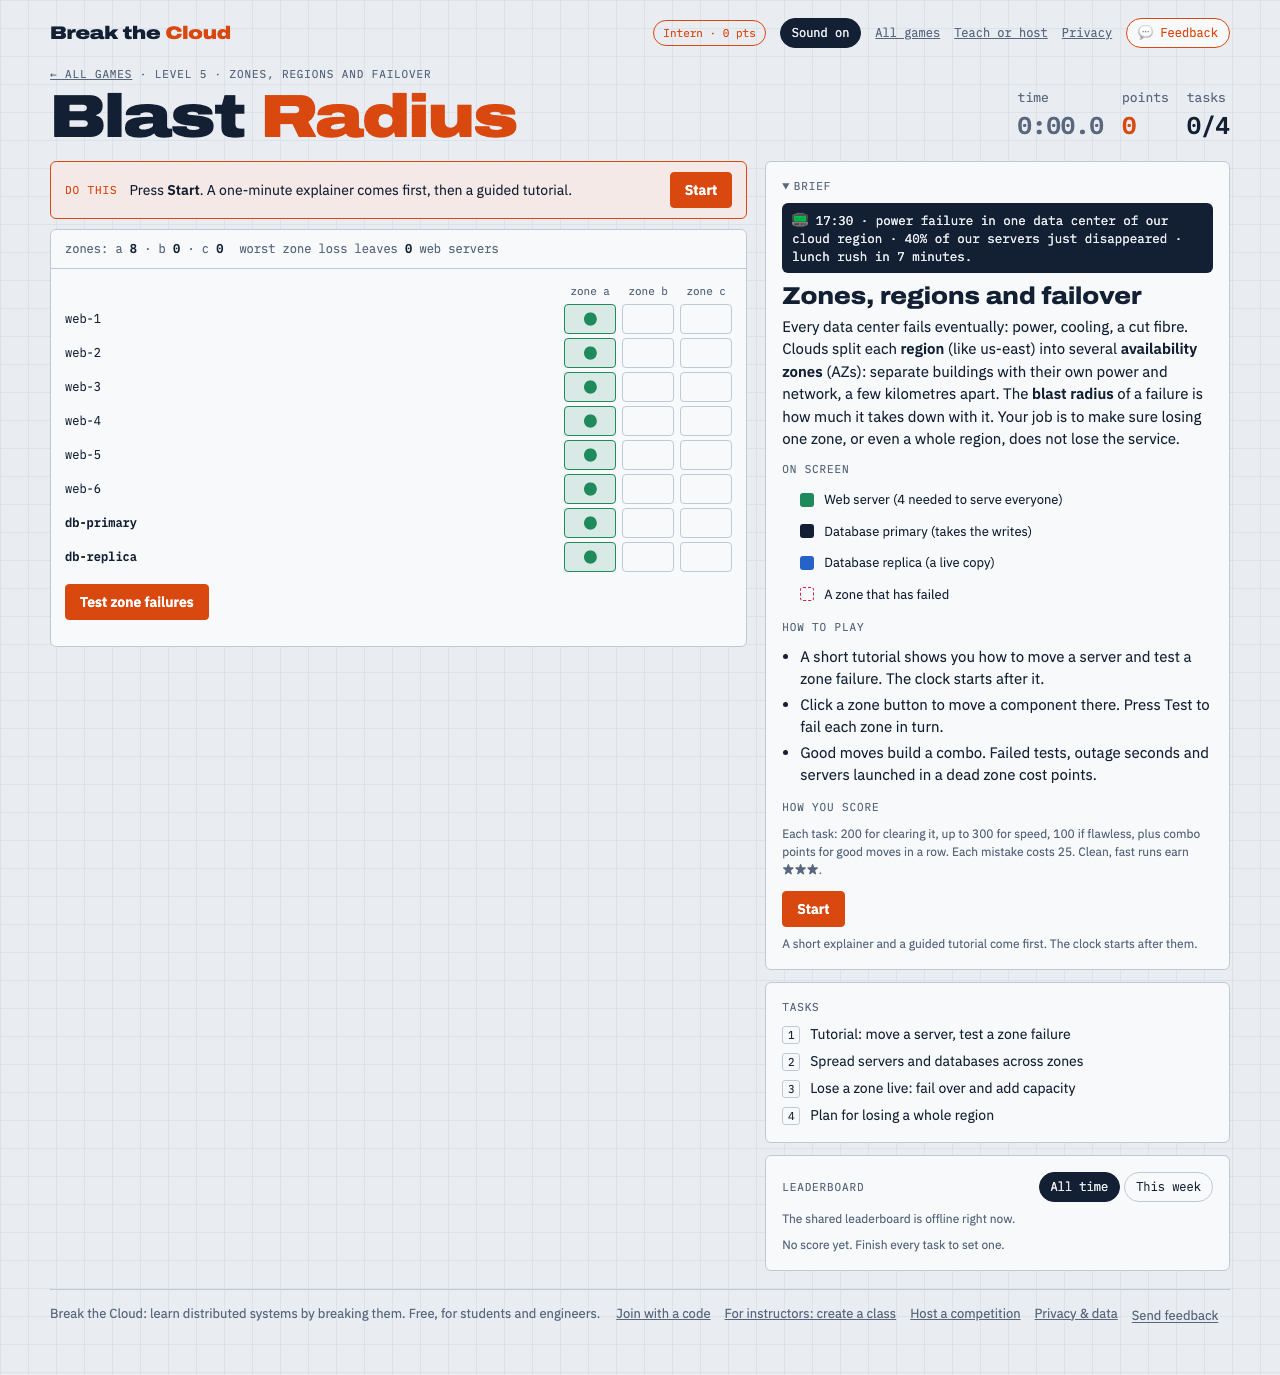 Break the Cloud
Intern · 0 pts
Sound on
All games
Teach or host
Privacy
💬 Feedback
← ALL GAMES · LEVEL 5 · ZONES, REGIONS AND FAILOVER
Blast Radius
time
0:00.0
points
0
tasks
0/4
DO THIS Press Start. A one-minute explainer comes first, then a guided tutorial.
Start
zones: a 8 · b 0 · c 0 worst zone loss leaves 0 web servers
zone a zone b zone c
web-1
web-2
web-3
web-4
web-5
web-6
db-primary
db-replica
Test zone failures
▼ BRIEF
17:30 · power failure in one data center of our
cloud region · 40% of our servers just disappeared ·
lunch rush in 7 minutes.
Zones, regions and failover
Every data center fails eventually: power, cooling, a cut fibre.
Clouds split each region (like us-east) into several availability
zones (AZs): separate buildings with their own power and
network, a few kilometres apart. The blast radius of a failure is
how much it takes down with it. Your job is to make sure losing
one zone, or even a whole region, does not lose the service.
ON SCREEN
Web server (4 needed to serve everyone)
Database primary (takes the writes)
Database replica (a live copy)
A zone that has failed
HOW TO PLAY
• A short tutorial shows you how to move a server and test a
zone failure. The clock starts after it.
• Click a zone button to move a component there. Press Test to
fail each zone in turn.
• Good moves build a combo. Failed tests, outage seconds and
servers launched in a dead zone cost points.
HOW YOU SCORE
Each task: 200 for clearing it, up to 300 for speed, 100 if flawless, plus combo
points for good moves in a row. Each mistake costs 25. Clean, fast runs earn
★★★.
Start
A short explainer and a guided tutorial come first. The clock starts after them.
TASKS
1 Tutorial: move a server, test a zone failure
2 Spread servers and databases across zones
3 Lose a zone live: fail over and add capacity
4 Plan for losing a whole region
LEADERBOARD
All time
This week
The shared leaderboard is offline right now.
No score yet. Finish every task to set one.
Break the Cloud: learn distributed systems by breaking them. Free, for students and engineers.
Join with a code
For instructors: create a class
Host a competition
Privacy & data
Send feedback